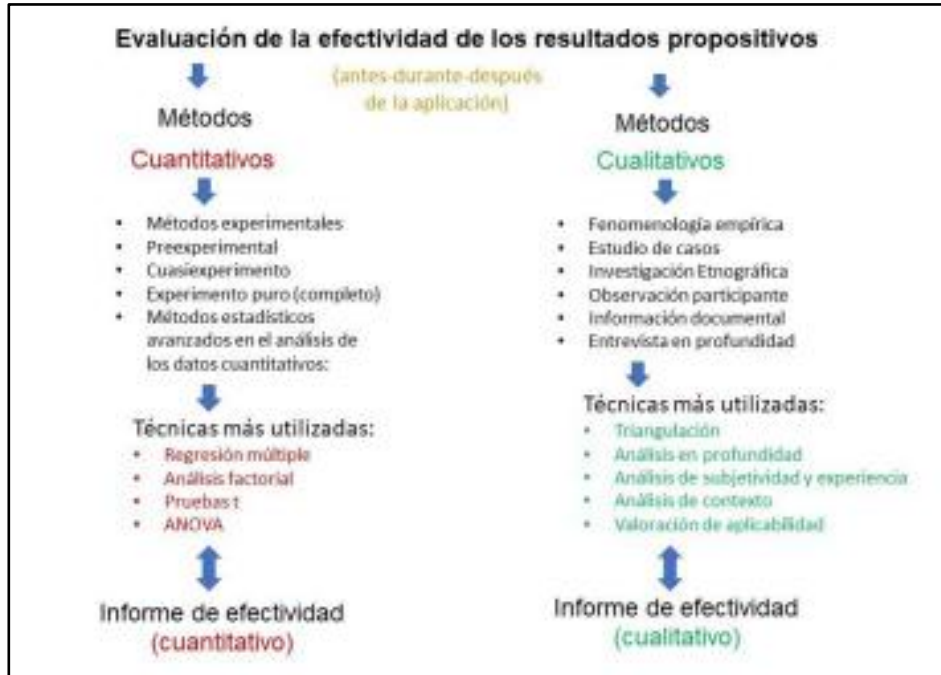 Evaluación de la efectividad de los resultados propositivos
(antes-durante-después
de la aplicación)
Métodos
Cuantitativos
• Métodos experimentales
• Preexperimental
• Cuasiexperimento
• Experimento puro (completo)
• Métodos estadísticos
avanzados en el análisis de
los datos cuantitativos:
Técnicas más utilizadas:
• Regresión múltiple
• Análisis factorial
• Pruebas t
• ANOVA
Informe de efectividad
(cuantitativo)
Métodos
Cualitativos
• Fenomenología empírica
• Estudio de casos
• Investigación Etnográfica
• Observación participante
• Información documental
• Entrevista en profundidad
Técnicas más utilizadas:
• Triangulación
• Análisis en profundidad
• Análisis de subjetividad y experiencia
• Análisis de contexto
• Valoración de aplicabilidad
Informe de efectividad
(cualitativo)